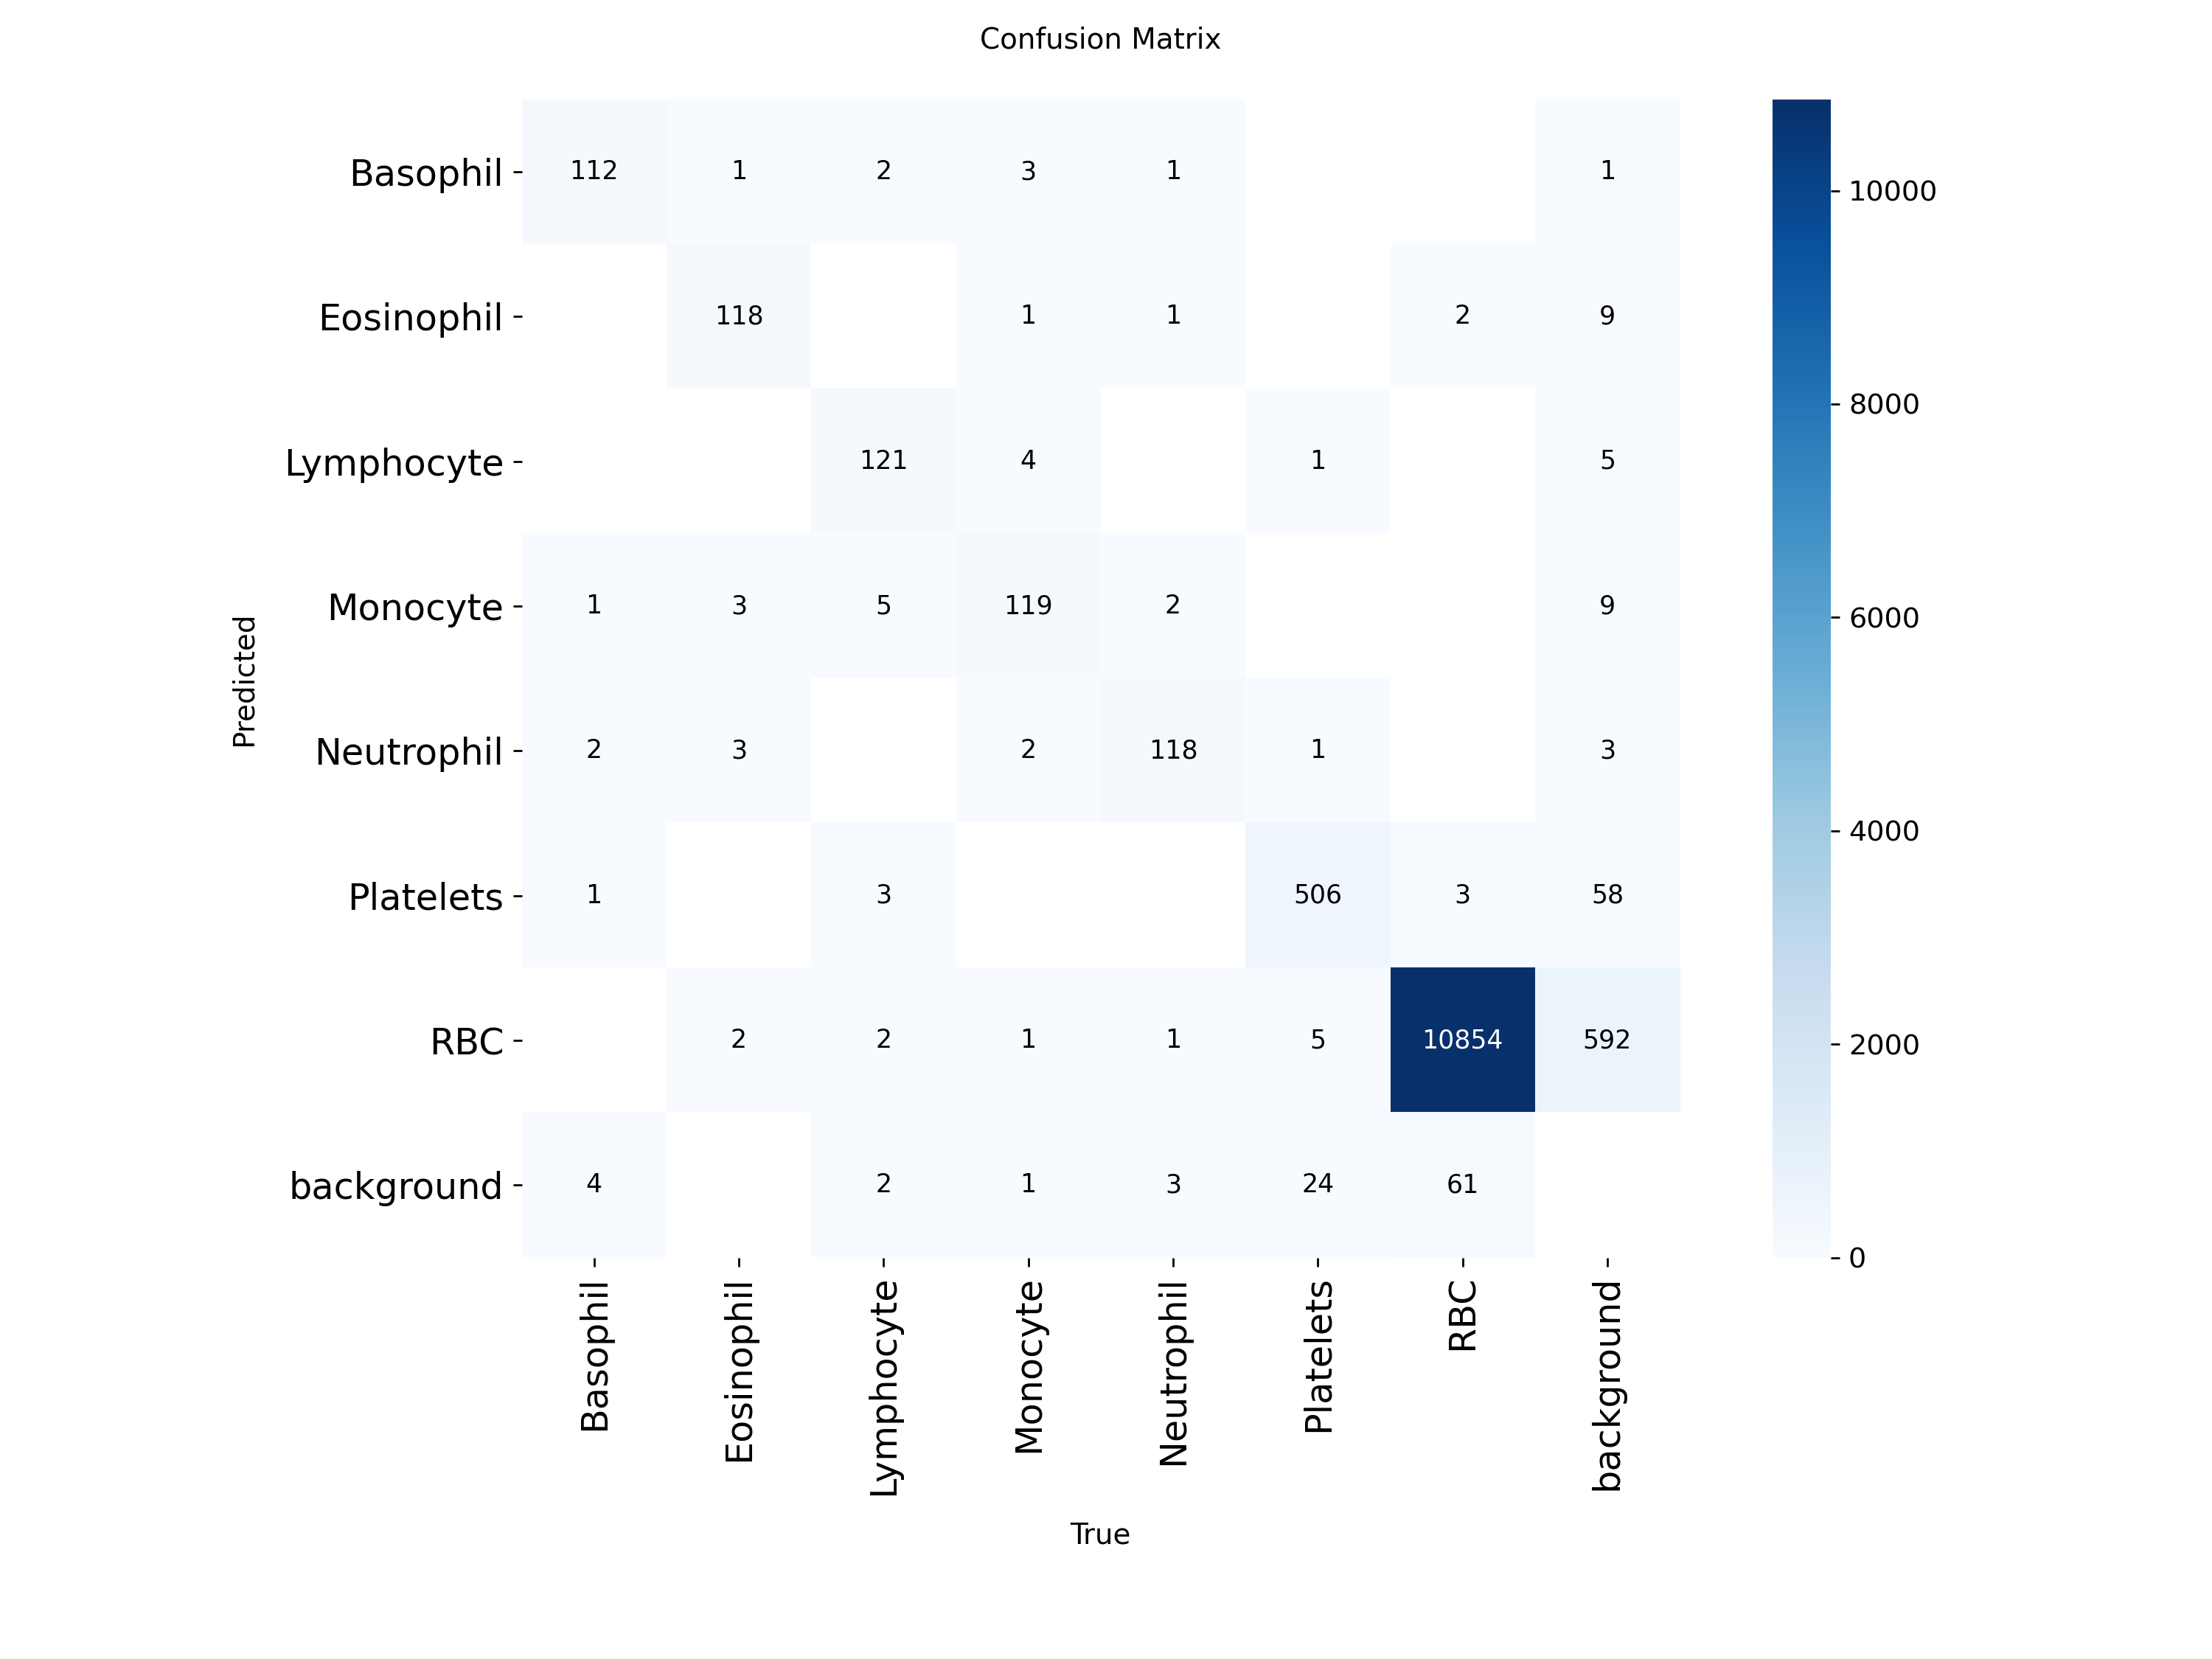 Confusion Matrix
Basophil 112 1 2 3 1 1
Eosinophil 118 1 1 2 9
Lymphocyte 121 4 1 5
Monocyte 1 3 5 119 2 9
Neutrophil 2 3 2 118 1 3
Platelets 1 3 506 3 58
RBC 2 2 1 1 5 10854 592
background 4 2 1 3 24 61
Predicted
Basophil Eosinophil Lymphocyte Monocyte Neutrophil Platelets RBC background
True
10000
8000
6000
4000
2000
0